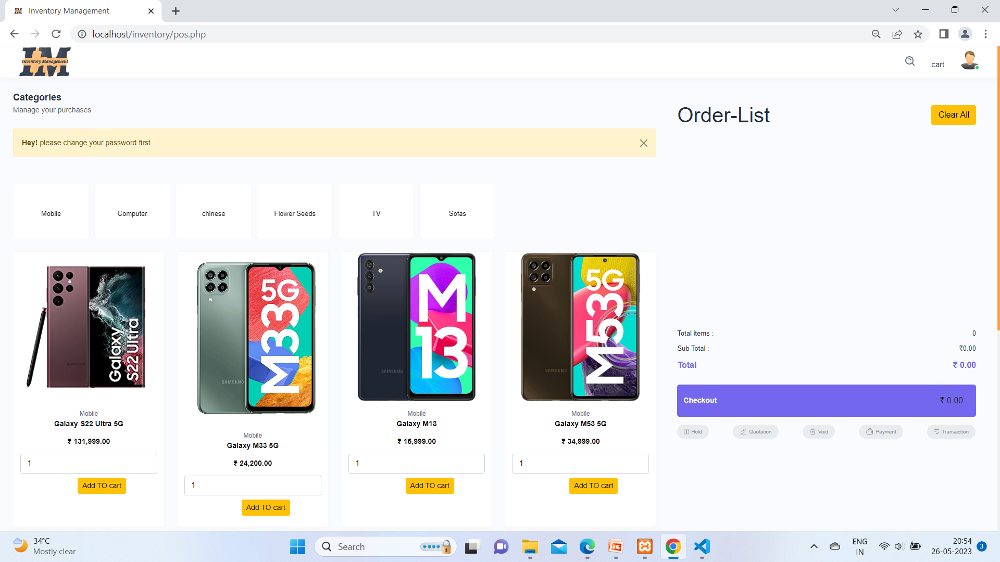 Inventory Management
localhost/inventory/pos.php
IM
Inventory Management
cart
Categories
Manage your purchases
Hey! please change your password first
Mobile
Computer
chinese
Flower Seeds
TV
Sofas
Galaxy
S22 Ultra
SAMSUNG
Mobile
Galaxy S22 Ultra 5G
₹ 131,999.00
1
Add TO cart
SAMSUNG
M33 5G
Mobile
Galaxy M33 5G
₹ 24,200.00
1
Add TO cart
SAMSUNG
M
13
Mobile
Galaxy M13
₹ 15,999.00
1
Add TO cart
SAMSUNG
M53 5G
Mobile
Galaxy M53 5G
₹ 34,999.00
1
Add TO cart
Order-List
Clear All
Total items :
0
Sub Total :
₹0.00
Total
₹ 0.00
Checkout
₹ 0.00
Hold
Quotation
Void
Payment
Transaction
34°C
Mostly clear
Search
ENG
IN
20:54
26-05-2023
3